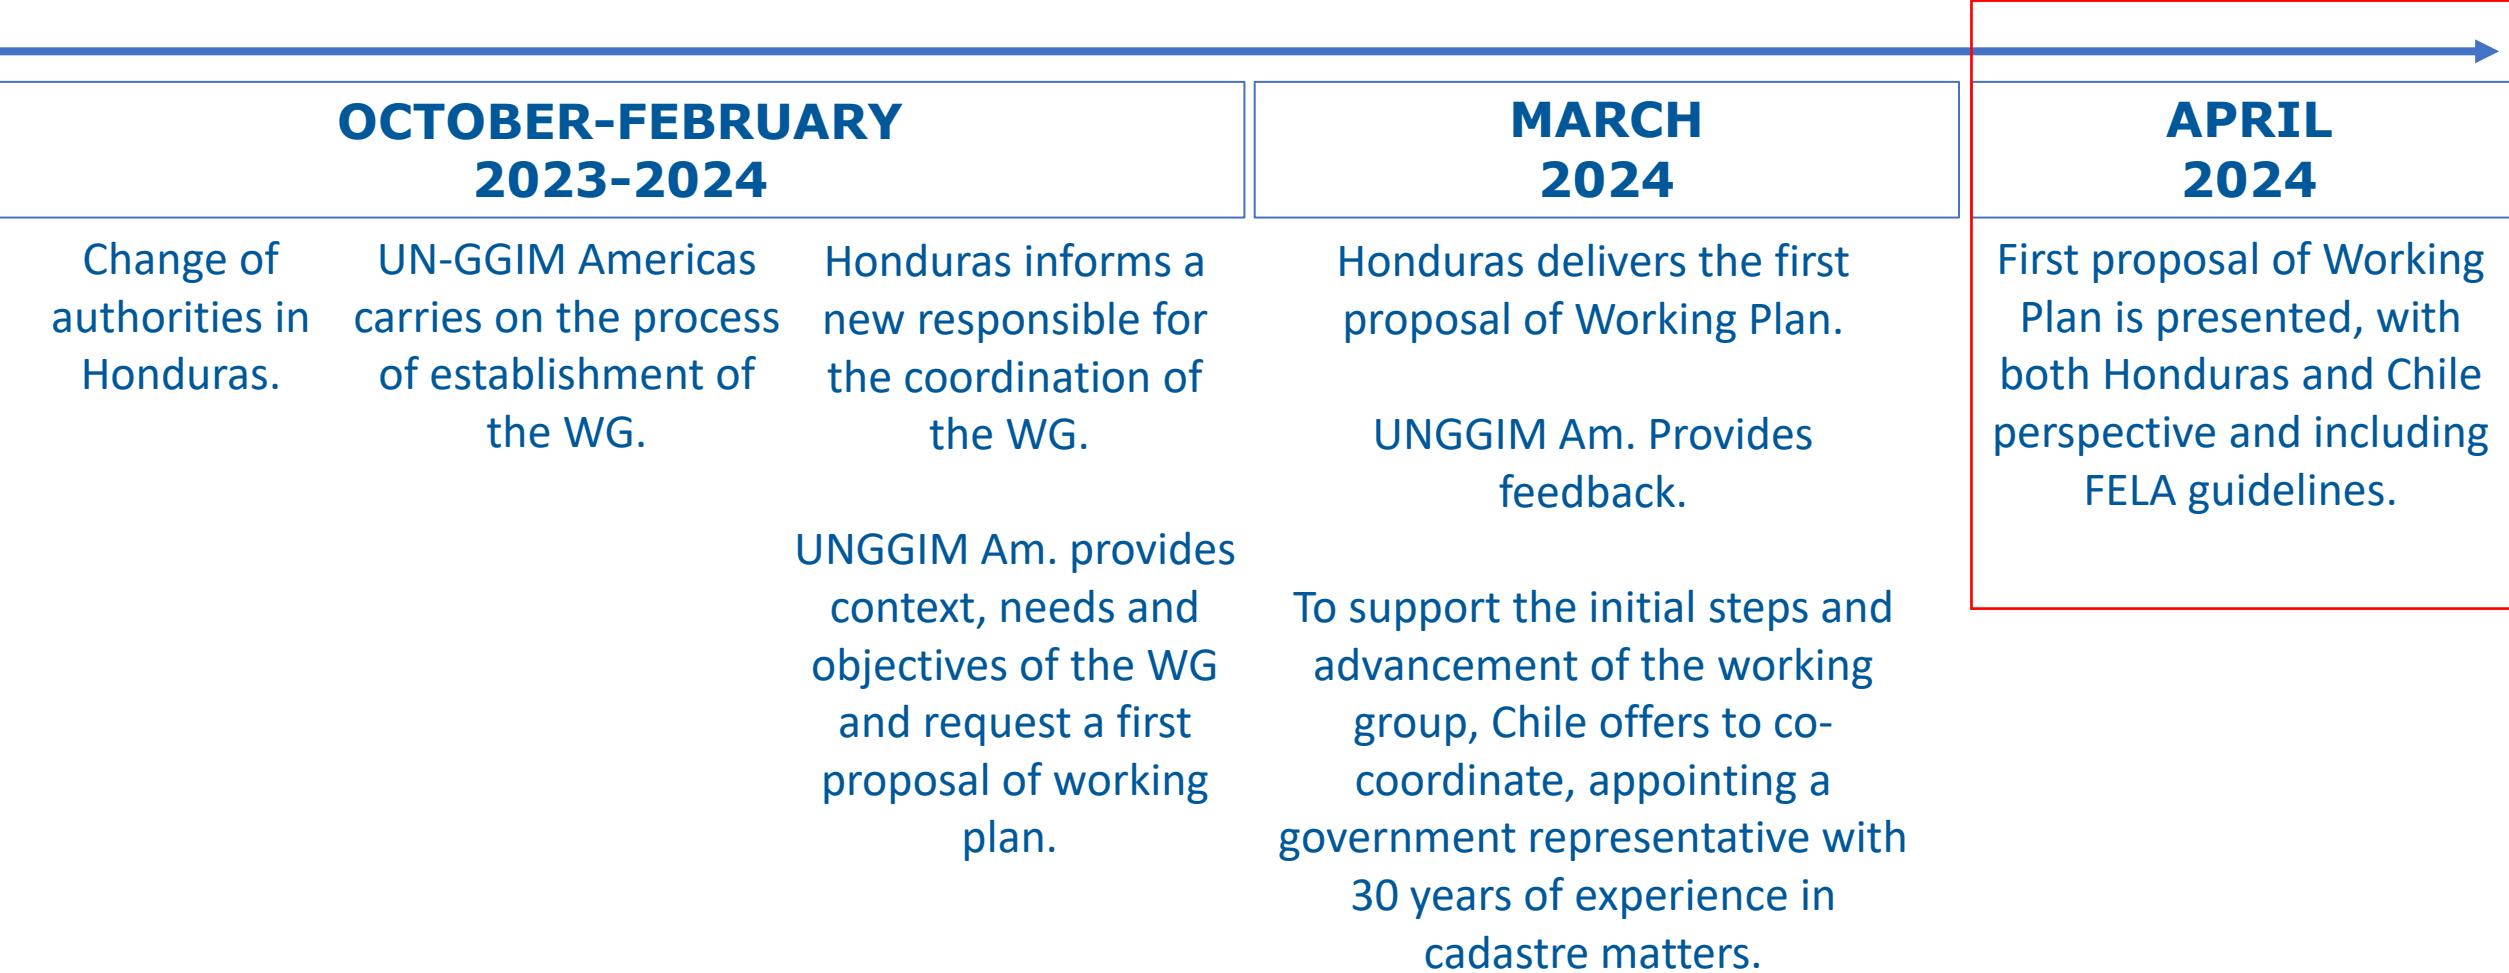 OCTOBER-FEBRUARY
2023-2024
Change of
authorities in
Honduras.
UN-GGIM Americas
carries on the process
of establishment of
the WG.
Honduras informs a
new responsible for
the coordination of
the WG.
UNGGIM Am. provides
context, needs and
objectives of the WG
and request a first
proposal of working
plan.
MARCH
2024
Honduras delivers the first
proposal of Working Plan.
UNGGIM Am. Provides
feedback.
To support the initial steps and
advancement of the working
group, Chile offers to co-
coordinate, appointing a
government representative with
30 years of experience in
cadastre matters.
APRIL
2024
First proposal of Working
Plan is presented, with
both Honduras and Chile
perspective and including
FELA guidelines.